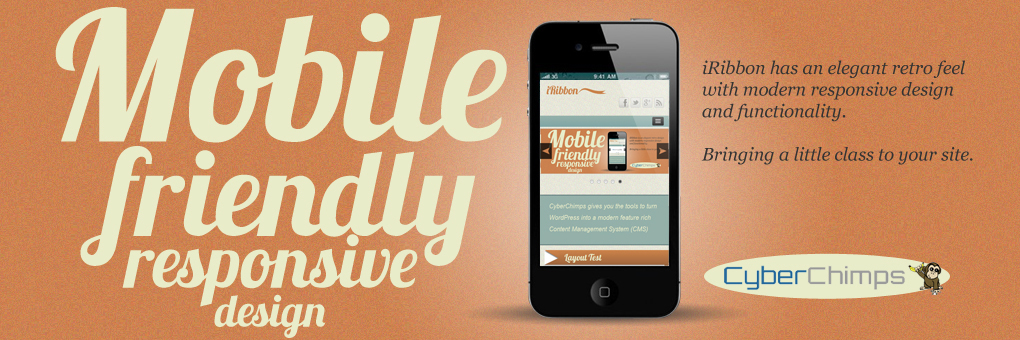 Mobile
friendly
responsive
design
9:41 AM
iRibbon
Mobile
friendly
responsive
design
CyberChimps gives you the tools to turn
WordPress into a modern feature rich
Content Management System (CMS)
Layout Test
iRibbon has an elegant retro feel
with modern responsive design
and functionality.
Bringing a little class to your site.
CyberChimps